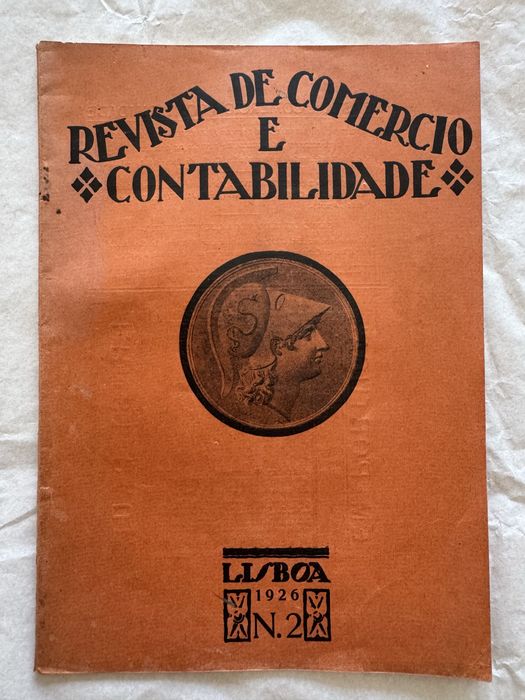 REVISTA DE COMERCIO
E
CONTABILIDADE
LISBOA
1926
N.2